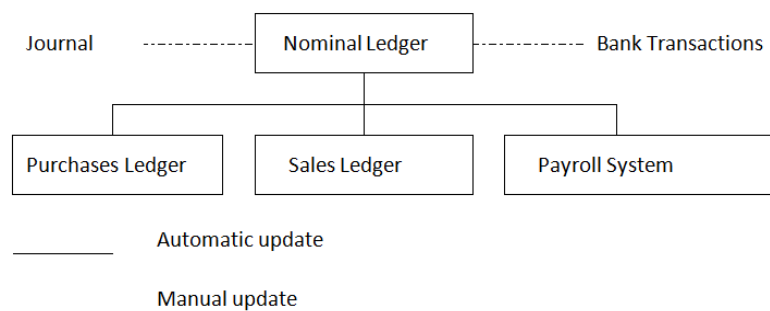 Journal
Nominal Ledger
Bank Transactions
Purchases Ledger
Sales Ledger
Payroll System
Automatic update
Manual update